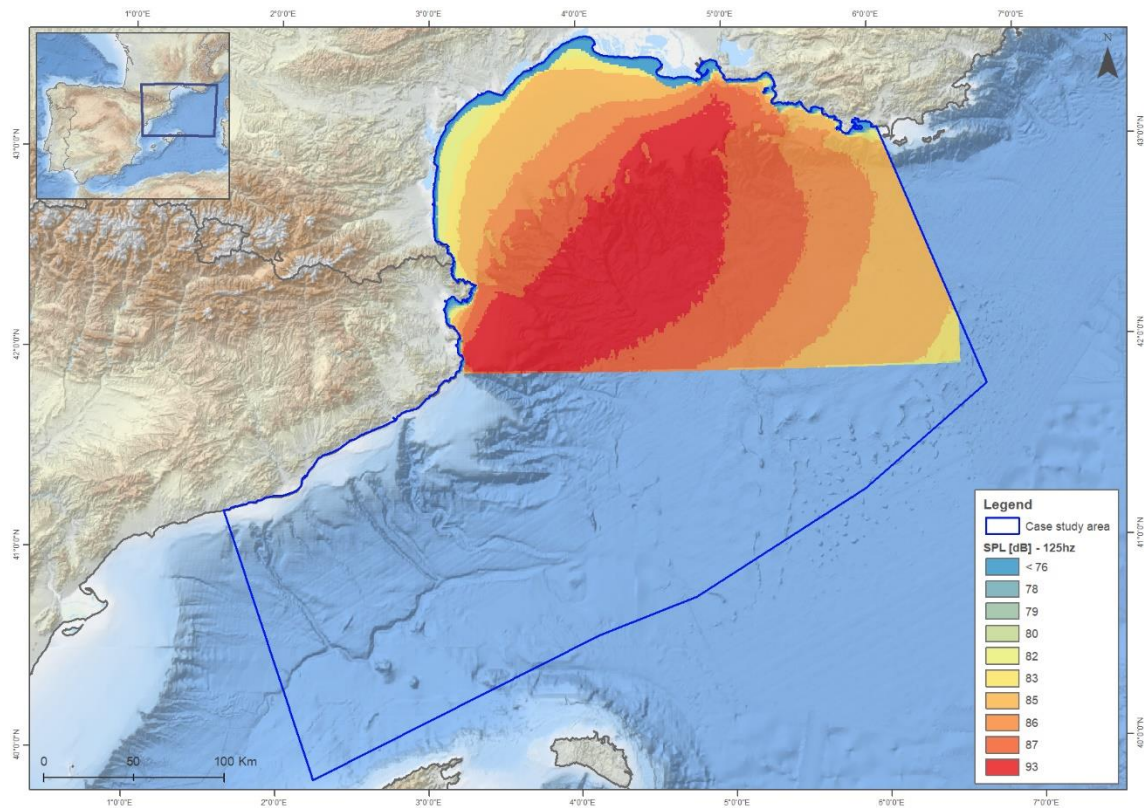 1°0'0"E 2°0'0"E 3°0'0"E 4°0'0"E 5°0'0"E 6°0'0"E 7°0'0"E
N
43°0'0"N 43°0'0"N
42°0'0"N 42°0'0"N
41°0'0"N 41°0'0"N
40°0'0"N 40°0'0"N
Legend
Case study area
SPL [dB] - 125hz
< 76
78
79
80
82
83
85
86
87
93
0 50 100 Km
1°0'0"E 2°0'0"E 3°0'0"E 4°0'0"E 5°0'0"E 6°0'0"E 7°0'0"E